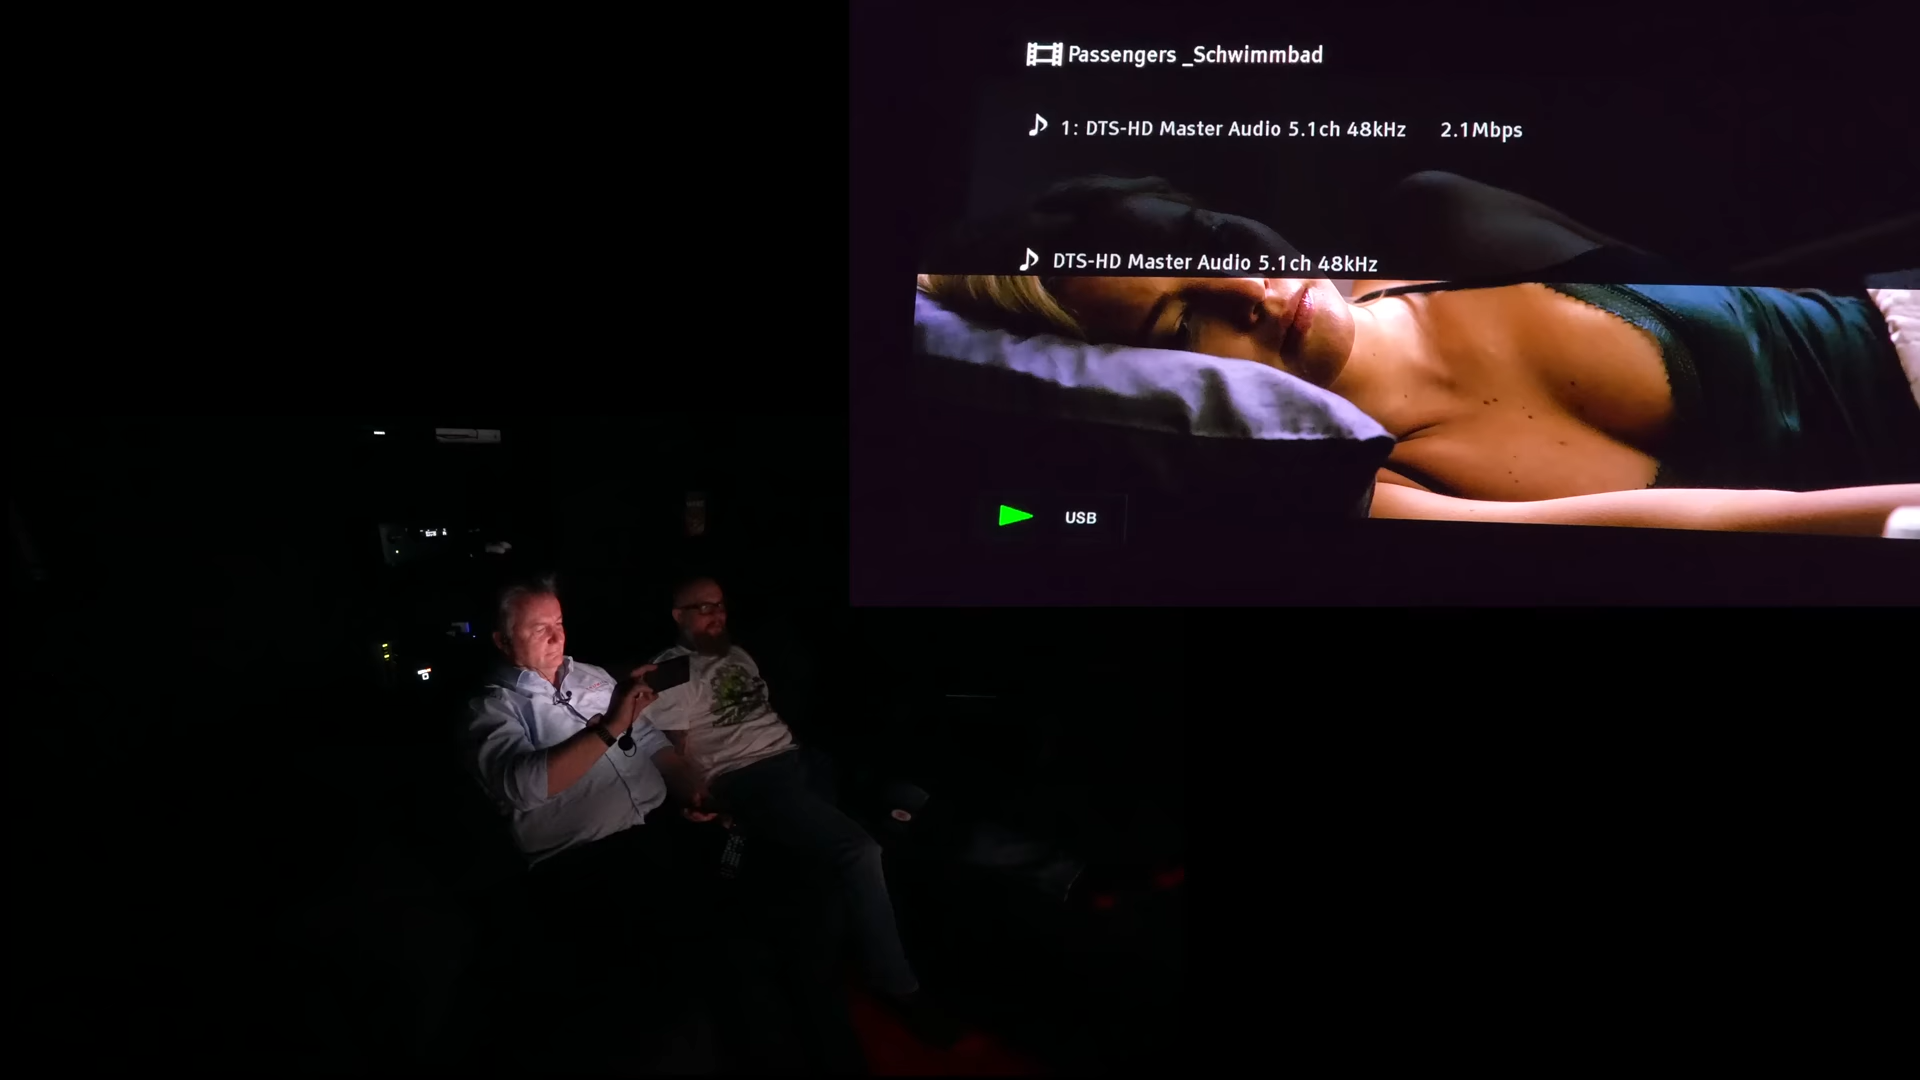 Passengers _Schwimmbad
1: DTS-HD Master Audio 5.1ch 48kHz 2.1Mbps
DTS-HD Master Audio 5.1ch 48kHz
USB